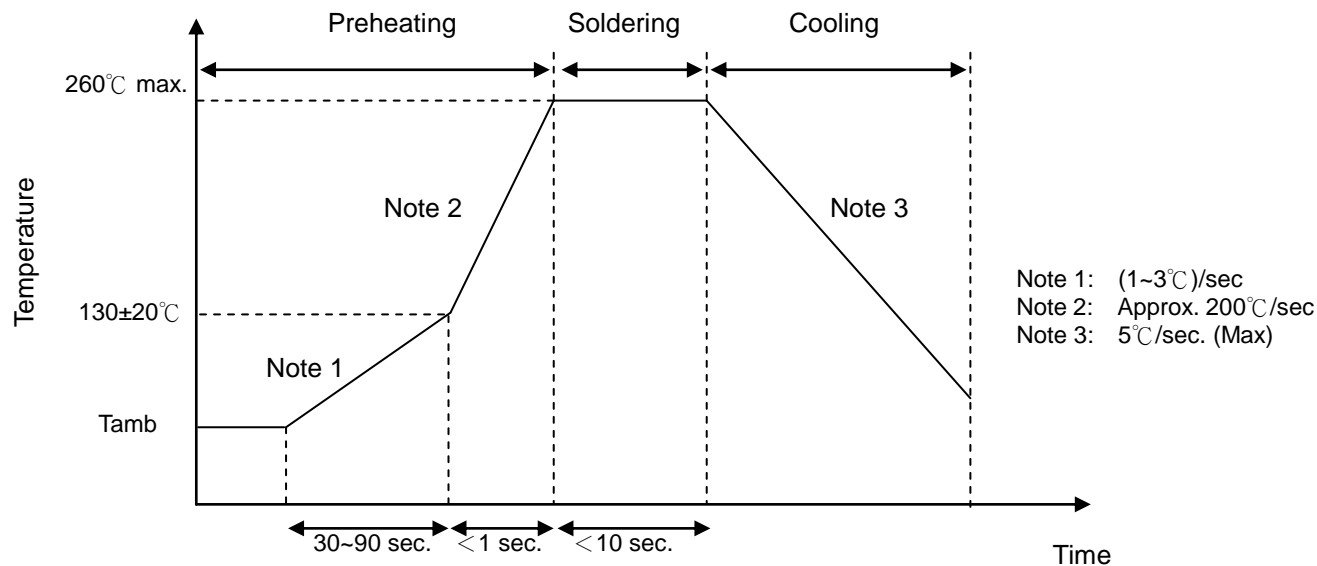 Preheating Soldering Cooling
260℃ max.
Temperature
Note 2
Note 3
130±20℃
Note 1
Tamb
Note 1: (1~3℃)/sec
Note 2: Approx. 200℃/sec
Note 3: 5℃/sec. (Max)
30~90 sec. <1 sec. <10 sec.
Time